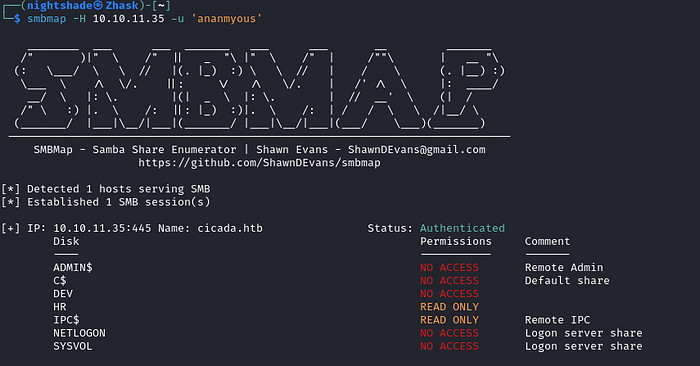 (nightshade㉿Zhask)-[~]
$ smbmap -H 10.10.11.35 -u 'ananmyous'
SMBMAP
SMBMap - Samba Share Enumerator | Shawn Evans - ShawnDEvans@gmail.com
https://github.com/ShawnDEvans/smbmap
[*] Detected 1 hosts serving SMB
[*] Established 1 SMB session(s)
[+] IP: 10.10.11.35:445 Name: cicada.htb Status: Authenticated
Disk Permissions Comment
ADMIN$ NO ACCESS Remote Admin
C$ NO ACCESS Default share
DEV NO ACCESS
HR READ ONLY
IPC$ READ ONLY Remote IPC
NETLOGON NO ACCESS Logon server share
SYSVOL NO ACCESS Logon server share